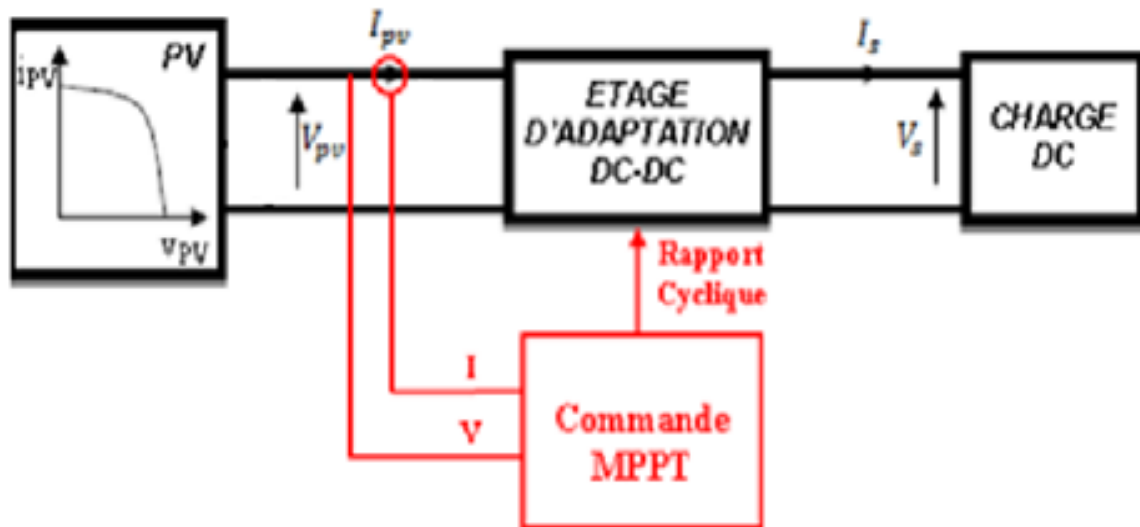 PV
iPV
vPV
Ipv
Vpv
ETAGE
D'ADAPTATION
DC-DC
Is
Vs
CHARGE
DC
Rapport
Cyclique
I
V
Commande
MPPT